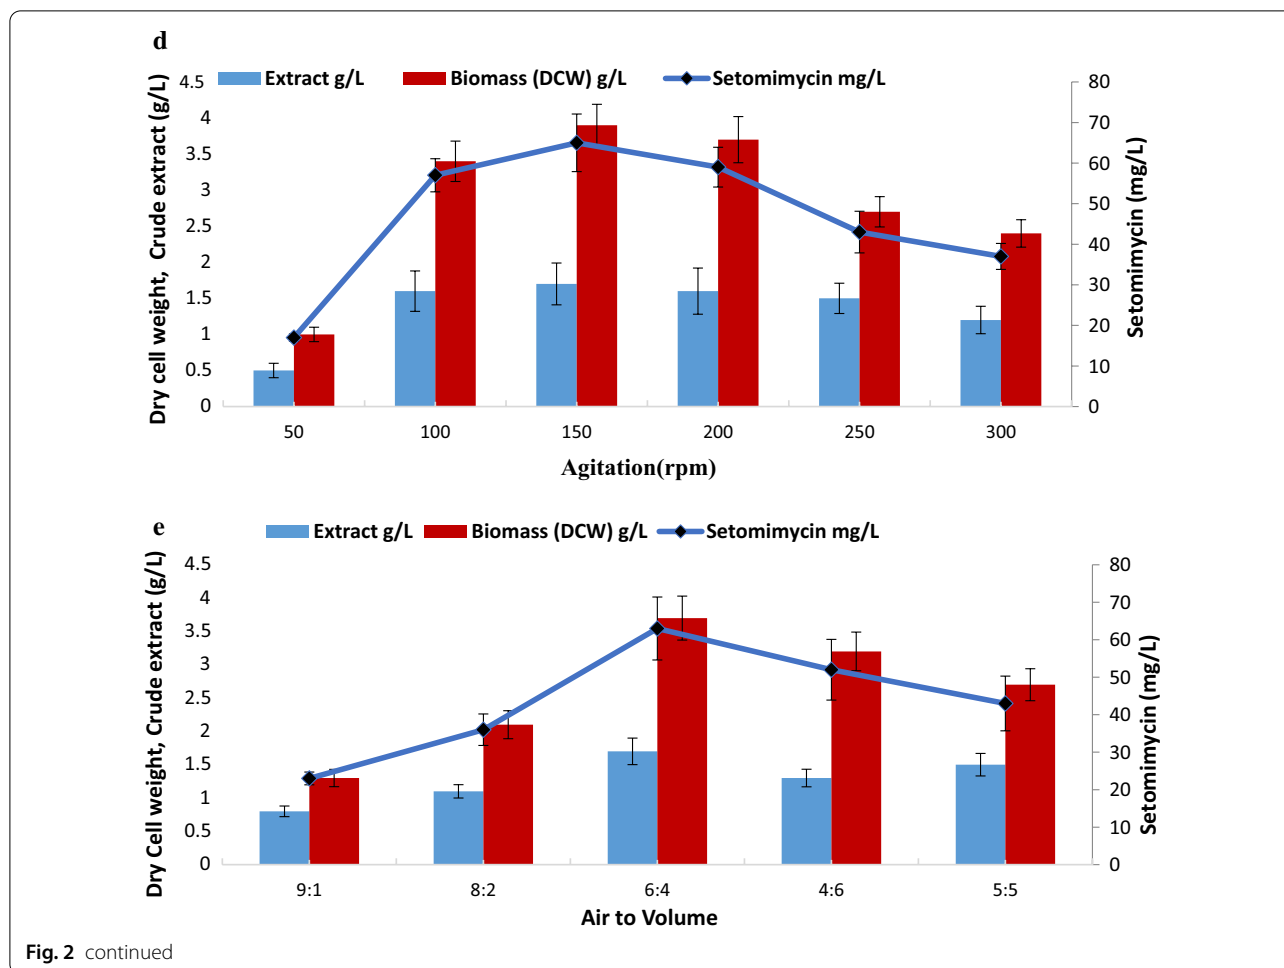 d
Extract g/L Biomass (DCW) g/L Setomimycin mg/L
Dry cell weight, Crude extract (g/L)
4.5
4
3.5
3
2.5
2
1.5
1
0.5
0
80
70
60
50
40
30
20
10
0
Setomimycin (mg/L)
50 100 150 200 250 300
Agitation(rpm)
e
Extract g/L Biomass (DCW) g/L Setomimycin mg/L
Dry Cell weight, Crude extract (g/L)
4.5
4
3.5
3
2.5
2
1.5
1
0.5
0
80
70
60
50
40
30
20
10
0
Setomimycin (mg/L)
9:1 8:2 6:4 4:6 5:5
Air to Volume
Fig. 2 continued